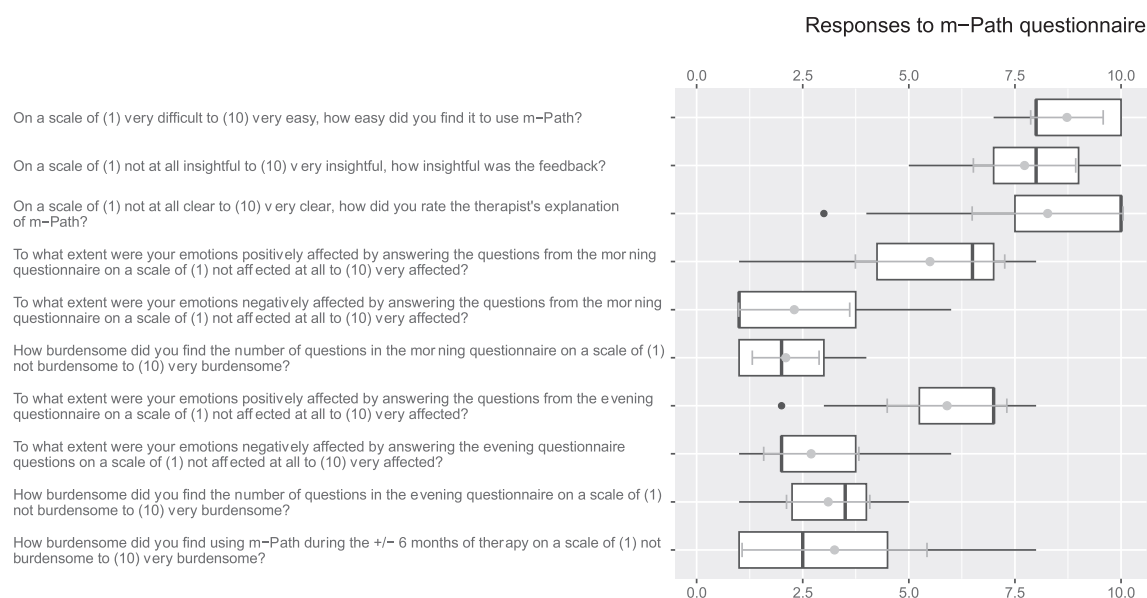 Responses to m−Path questionnaire
0.0 2.5 5.0 7.5 10.0
On a scale of (1) very difficult to (10) very easy, how easy did you find it to use m−Path?
On a scale of (1) not at all insightful to (10) very insightful, how insightful was the feedback?
On a scale of (1) not at all clear to (10) very clear, how did you rate the therapist's explanation
of m−Path?
To what extent were your emotions positively affected by answering the questions from the morning
questionnaire on a scale of (1) not affected at all to (10) very affected?
To what extent were your emotions negatively affected by answering the questions from the morning
questionnaire on a scale of (1) not affected at all to (10) very affected?
How burdensome did you find the number of questions in the morning questionnaire on a scale of (1)
not burdensome to (10) very burdensome?
To what extent were your emotions positively affected by answering the questions from the evening
questionnaire on a scale of (1) not affected at all to (10) very affected?
To what extent were your emotions negatively affected by answering the evening questionnaire
questions on a scale of (1) not affected at all to (10) very affected?
How burdensome did you find the number of questions in the evening questionnaire on a scale of (1)
not burdensome to (10) very burdensome?
How burdensome did you find using m−Path during the +/− 6 months of therapy on a scale of (1) not
burdensome to (10) very burdensome?
0.0 2.5 5.0 7.5 10.0